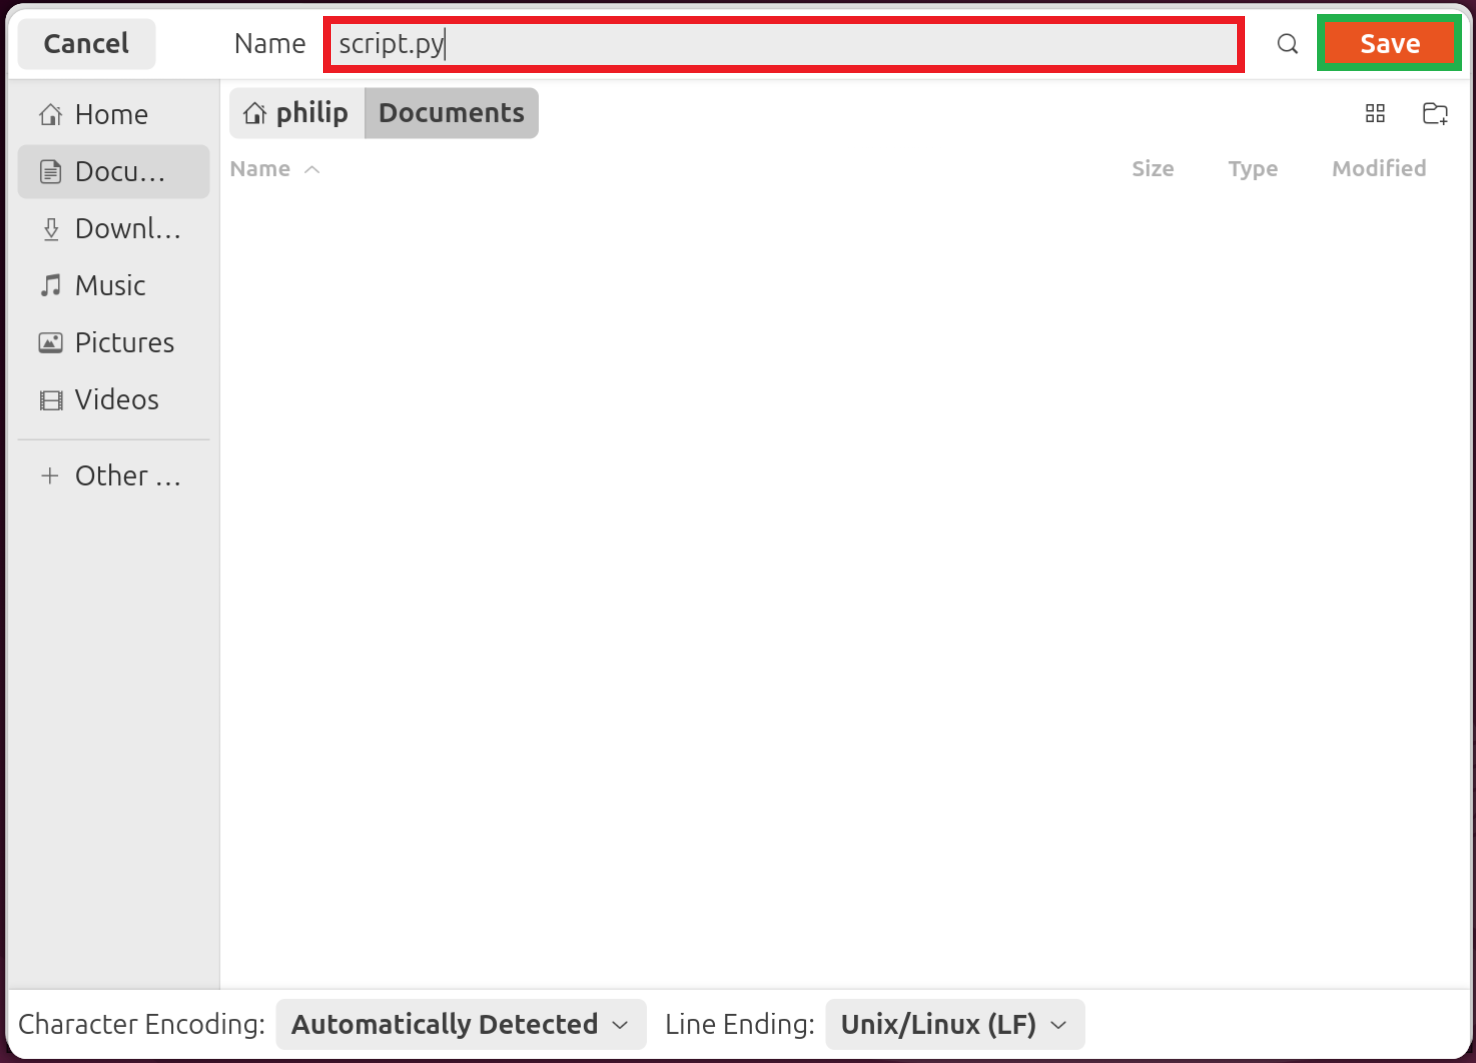 Cancel Name script.py Save
Home
Docu...
Downl...
Music
Pictures
Videos
Other ...
philip Documents
Name Size Type Modified
Character Encoding: Automatically Detected Line Ending: Unix/Linux (LF)